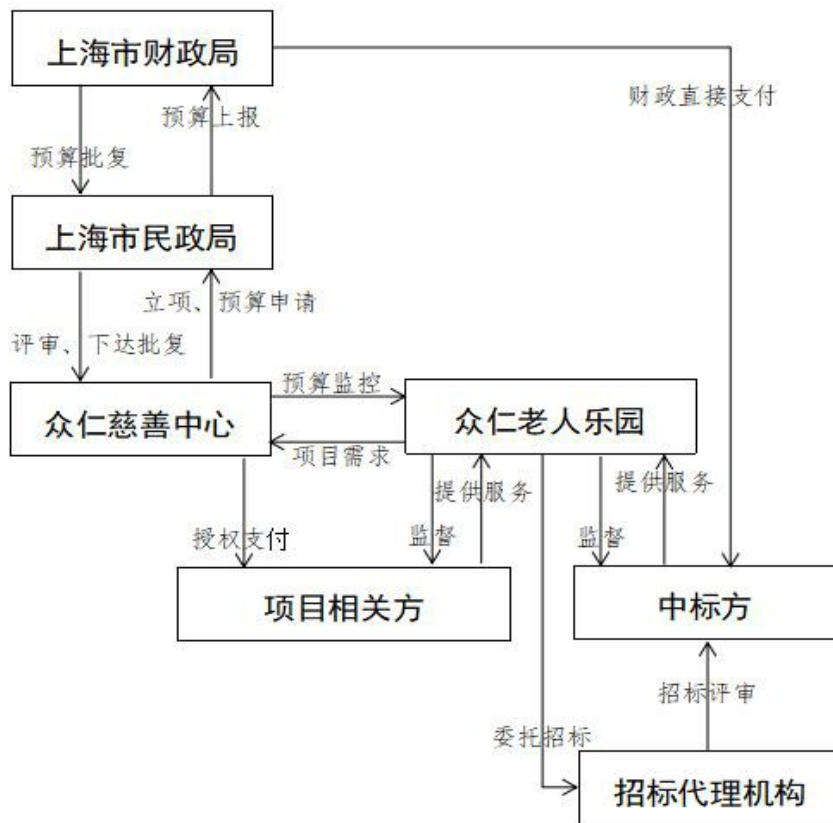 上海市财政局
财政直接支付
预算上报
预算批复
上海市民政局
立项、预算申请
评审、下达批复
预算监控
众仁慈善中心
众仁老人乐园
项目需求
提供服务
提供服务
授权支付
监督
监督
项目相关方
中标方
招标评审
委托招标
招标代理机构